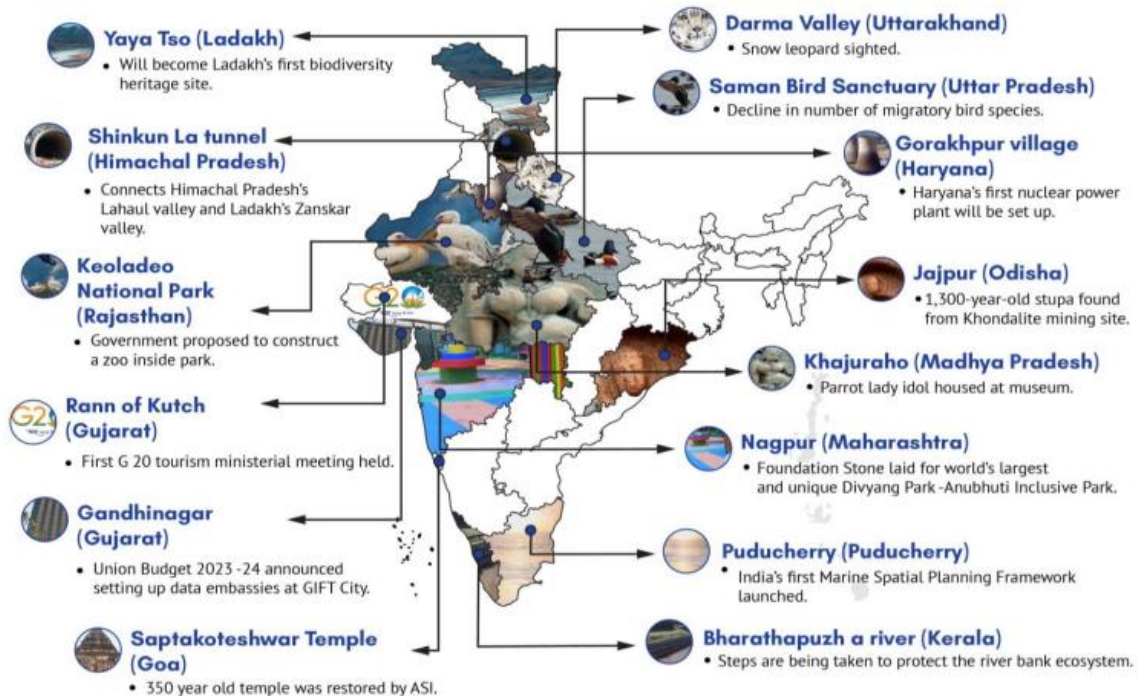 Yaya Tso (Ladakh)
• Will become Ladakh's first biodiversity
heritage site.
Shinkun La tunnel
(Himachal Pradesh)
• Connects Himachal Pradesh's
Lahaul valley and Ladakh's Zanskar
valley.
Keoladeo
National Park
(Rajasthan)
• Government proposed to construct
a zoo inside park.
Rann of Kutch
(Gujarat)
• First G 20 tourism ministerial meeting held.
Gandhinagar
(Gujarat)
• Union Budget 2023 -24 announced
setting up data embassies at GIFT City.
Saptakoteshwar Temple
(Goa)
• 350 year old temple was restored by ASI.
G20
G2
Darma Valley (Uttarakhand)
• Snow leopard sighted.
Saman Bird Sanctuary (Uttar Pradesh)
• Decline in number of migratory bird species.
Gorakhpur village
(Haryana)
• Haryana's first nuclear power
plant will be set up.
Jajpur (Odisha)
• 1,300-year-old stupa found
from Khondalite mining site.
Khajuraho (Madhya Pradesh)
• Parrot lady idol housed at museum.
Nagpur (Maharashtra)
• Foundation Stone laid for world's largest
and unique Divyang Park -Anubhuti Inclusive Park.
Puducherry (Puducherry)
• India's first Marine Spatial Planning Framework
launched.
Bharathapuzh a river (Kerala)
• Steps are being taken to protect the river bank ecosystem.